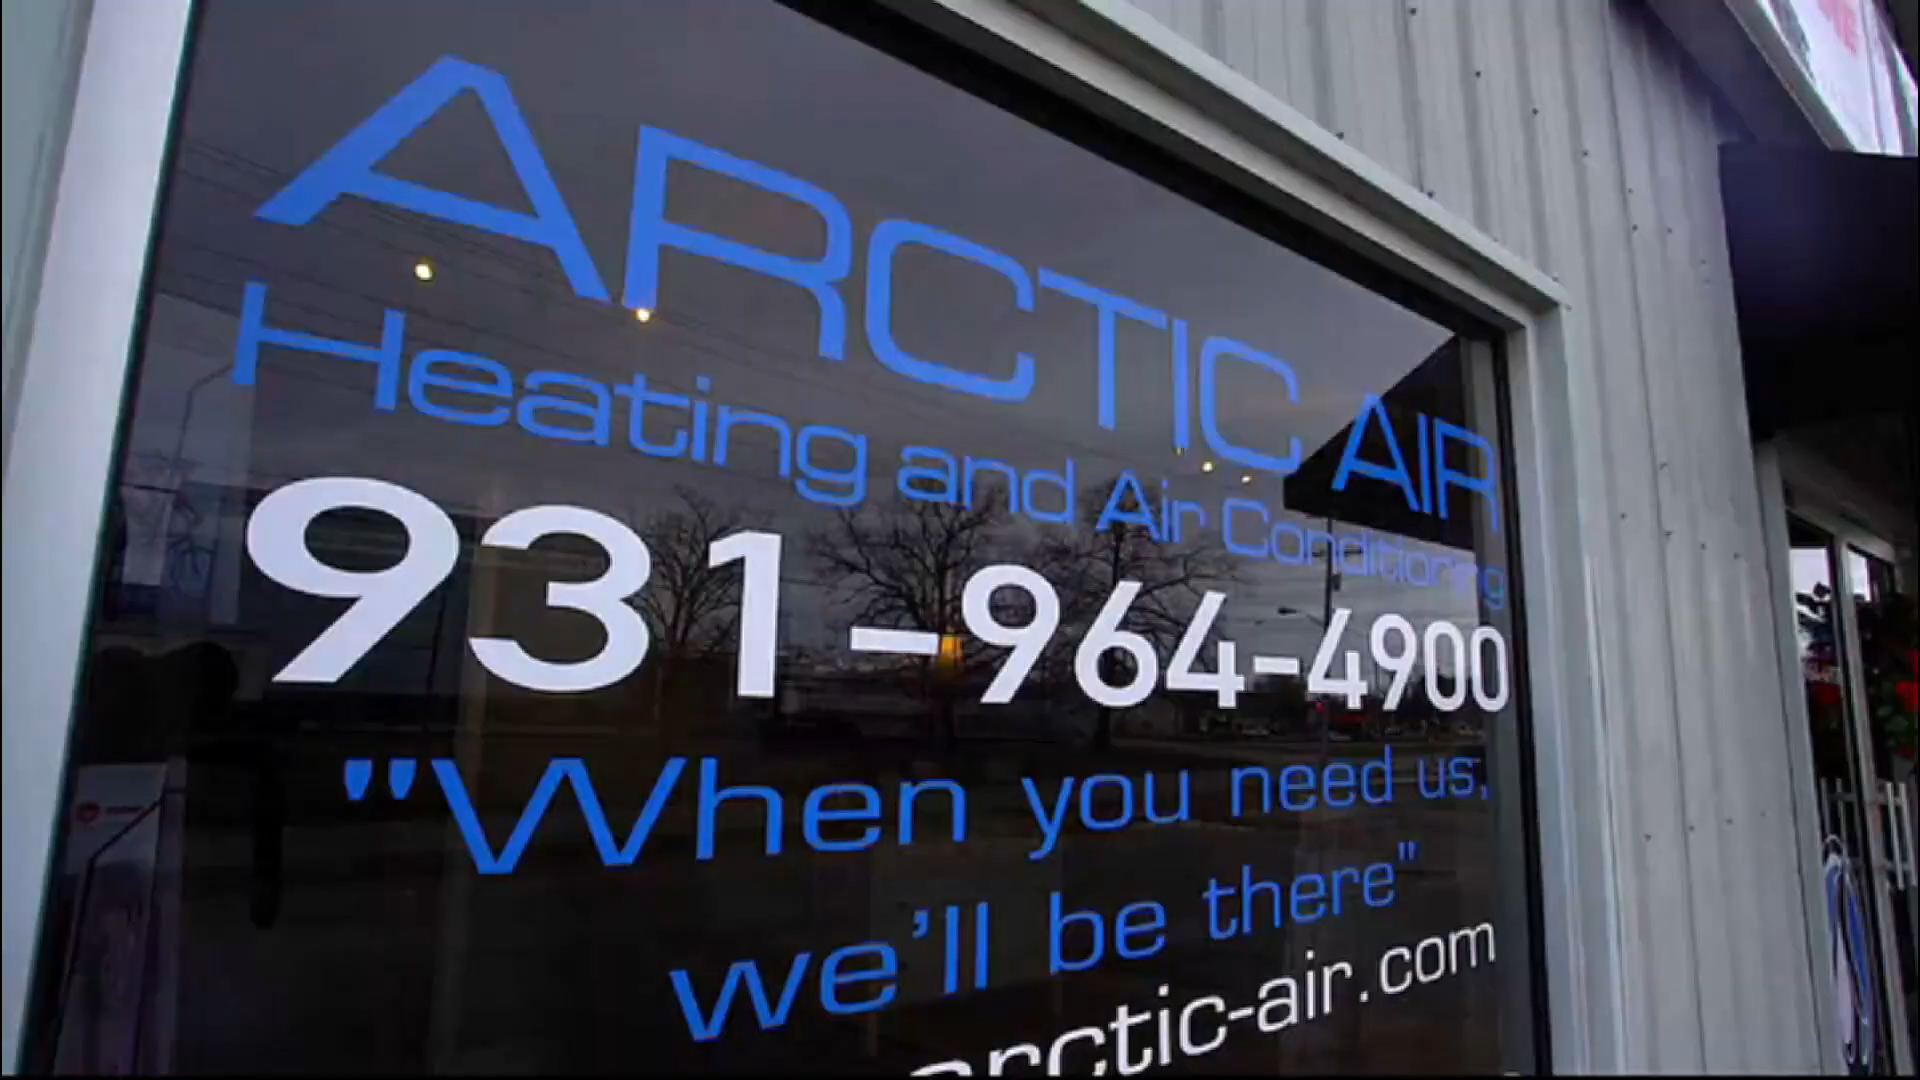 ARCTIC AIR
Heating and Air Conditioning
931-964-4900
"When you need us,
we'll be there"
arctic-air.com